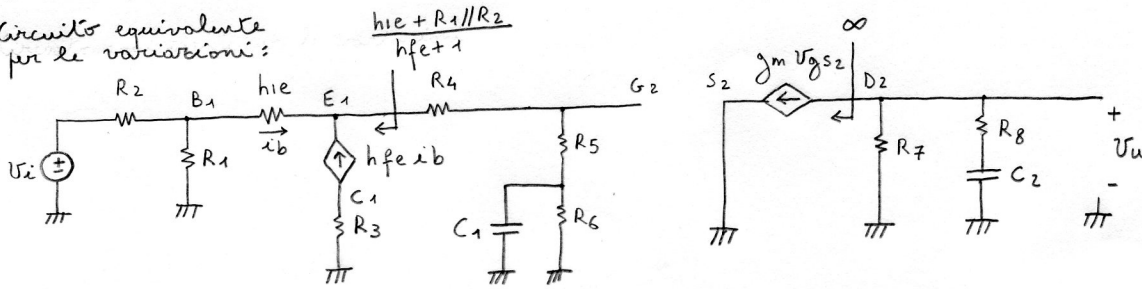 Circuito equivalente
per le variazioni:
hie + R1//R2
hfe + 1
∞
R2
B1
hie
E1
R4
G2
S2
gm vgs2
D2
Vi
R1
ib
hfe ib
C1
R3
R5
C1
R6
R7
R8
C2
+
Vu
-